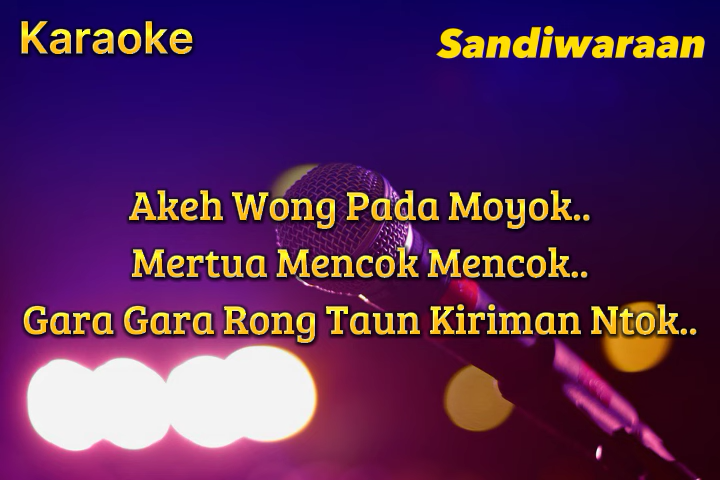 Karaoke
Sandiwaraan
Akeh Wong Pada Moyok..
Mertua Mencok Mencok..
Gara Gara Rong Taun Kiriman Ntok..